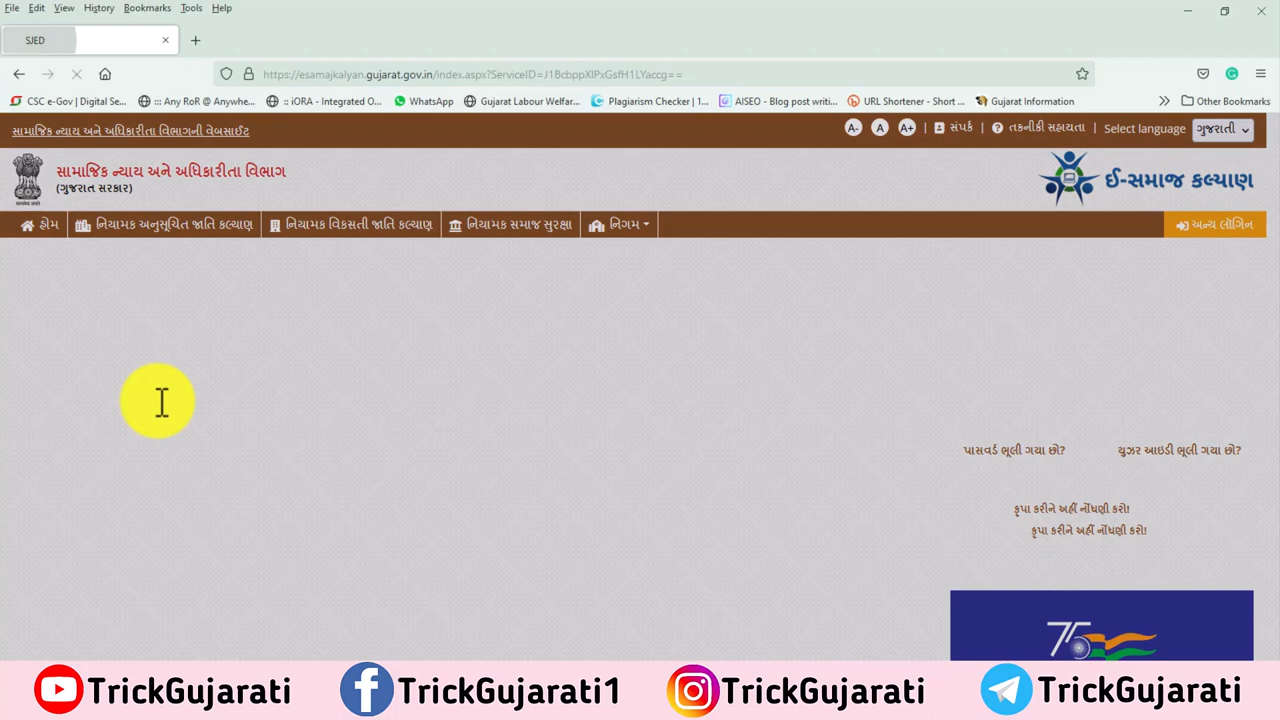 File Edit View History Bookmarks Tools Help
SJED
https://esamajkalyan.gujarat.gov.in/index.aspx?ServiceID=J1BcbppXIPxGsfH1LYaccg==
CSC e-Gov | Digital Se... ::: Any RoR @ Anywhe... :: iORA - Integrated O... WhatsApp Gujarat Labour Welfar... Plagiarism Checker | 1... AISEO - Blog post writi... URL Shortener - Short ... Gujarat Information Other Bookmarks
સામાજિક ન્યાય અને અધિકારીતા વિભાગની વેબસાઈટ A- A A+ | સંપર્ક | તકનીકી સહાયતા | Select language ગુજરાતી
સામાજિક ન્યાય અને અધિકારીતા વિભાગ
(ગુજરાત સરકાર)
ઈ-સમાજ કલ્યાણ
હોમ નિયામક અનુસૂચિત જાતિ કલ્યાણ નિયામક વિકસતી જાતિ કલ્યાણ નિયામક સમાજ સુરક્ષા નિગમ અન્ય લૉગિન
પાસવર્ડ ભૂલી ગયા છો? યુઝર આઇડી ભૂલી ગયા છો?
કૃપા કરીને અહીં નોંધણી કરો!
કૃપા કરીને અહીં નોંધણી કરો!
75
TrickGujarati TrickGujarati1 TrickGujarati TrickGujarati